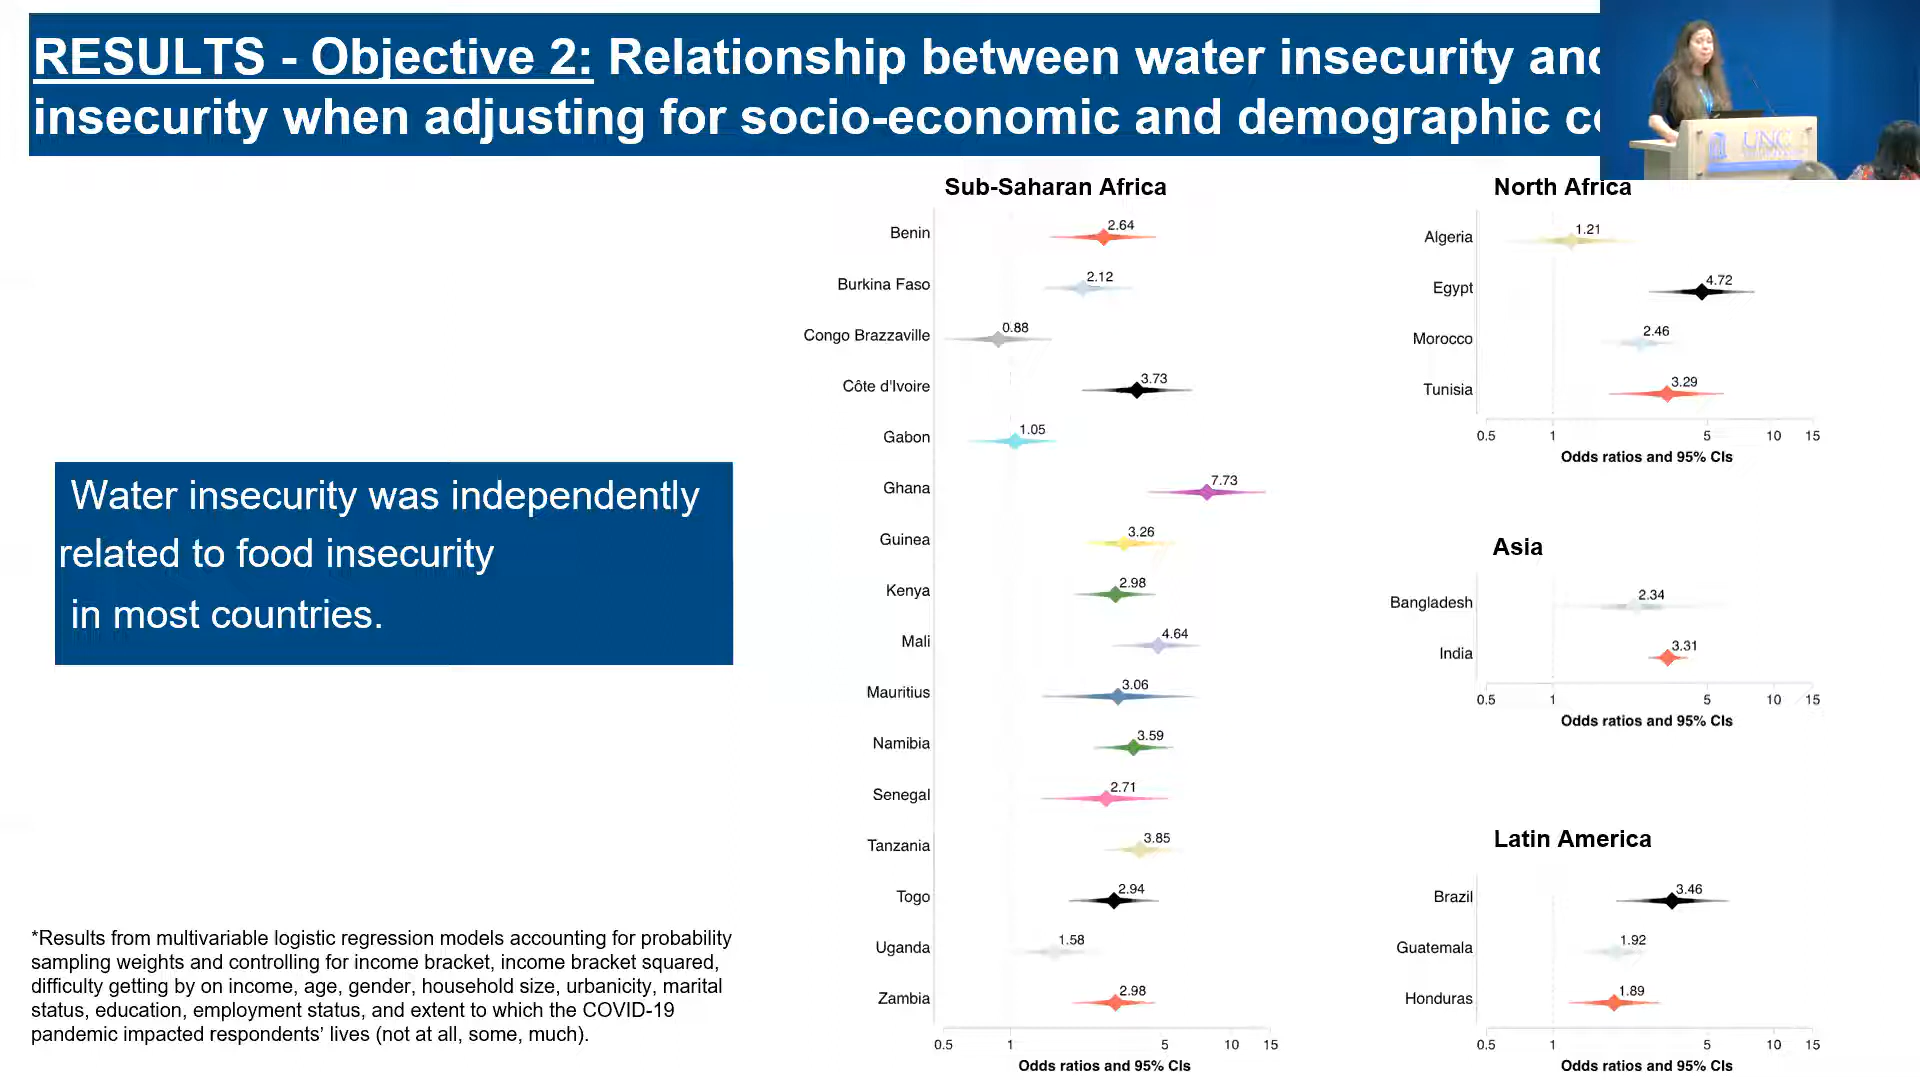 RESULTS - Objective 2: Relationship between water insecurity and
insecurity when adjusting for socio-economic and demographic
UNC
Water insecurity was independently
related to food insecurity
in most countries.
*Results from multivariable logistic regression models accounting for probability
sampling weights and controlling for income bracket, income bracket squared,
difficulty getting by on income, age, gender, household size, urbanicity, marital
status, education, employment status, and extent to which the COVID-19
pandemic impacted respondents' lives (not at all, some, much).
Sub-Saharan Africa
Benin 2.64
Burkina Faso 2.12
Congo Brazzaville 0.88
Côte d'Ivoire 3.73
Gabon 1.05
Ghana 7.73
Guinea 3.26
Kenya 2.98
Mali 4.64
Mauritius 3.06
Namibia 3.59
Senegal 2.71
Tanzania 3.85
Togo 2.94
Uganda 1.58
Zambia 2.98
0.5 1 5 10 15
Odds ratios and 95% CIs
North Africa
Algeria 1.21
Egypt 4.72
Morocco 2.46
Tunisia 3.29
0.5 1 5 10 15
Odds ratios and 95% CIs
Asia
Bangladesh 2.34
India 3.31
0.5 1 5 10 15
Odds ratios and 95% CIs
Latin America
Brazil 3.46
Guatemala 1.92
Honduras 1.89
0.5 1 5 10 15
Odds ratios and 95% CIs